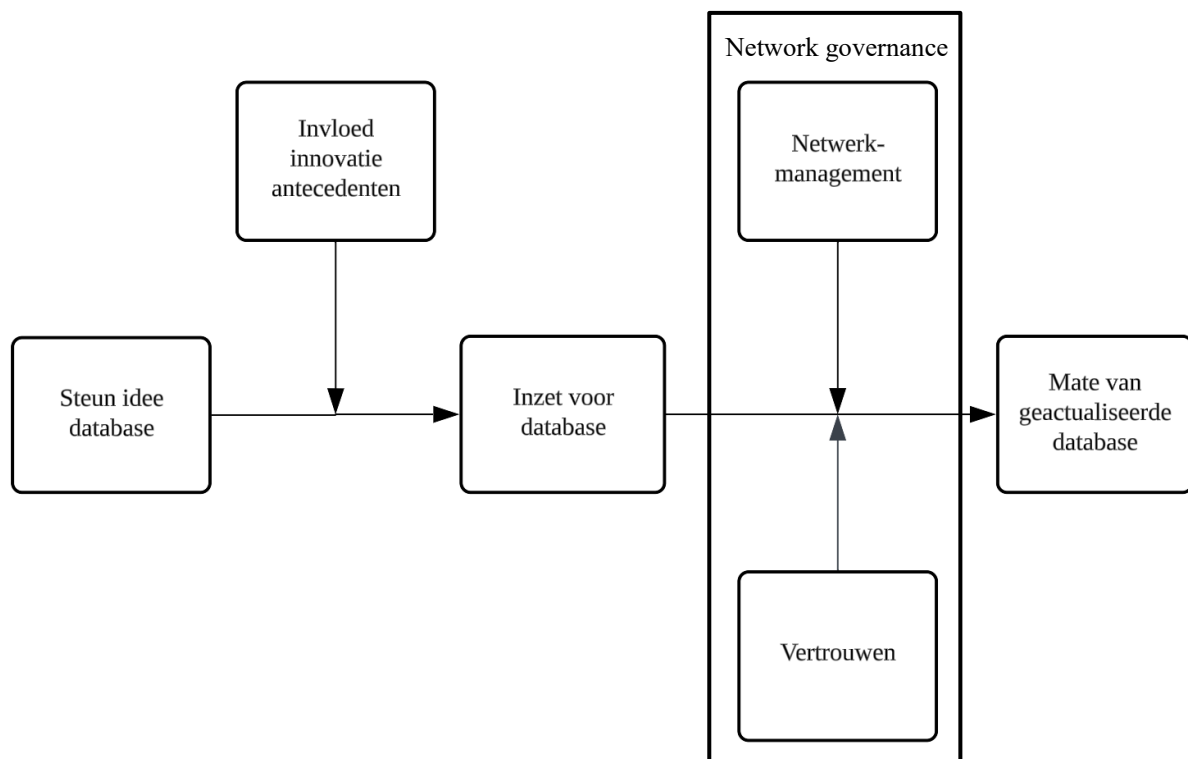 Network governance
Invloed
innovatie
antecedenten
Netwerk-
management
Steun idee
database
Inzet voor
database
Mate van
geactualiseerde
database
Vertrouwen